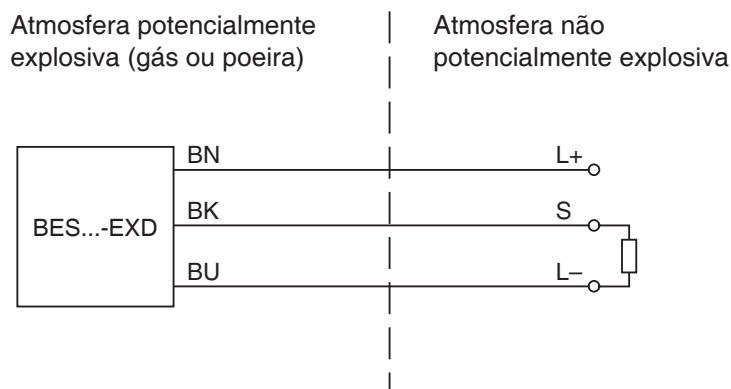 Atmosfera potencialmente
explosiva (gás ou poeira)
Atmosfera não
potencialmente explosiva
BES...-EXD
BN
L+
BK
S
BU
L–